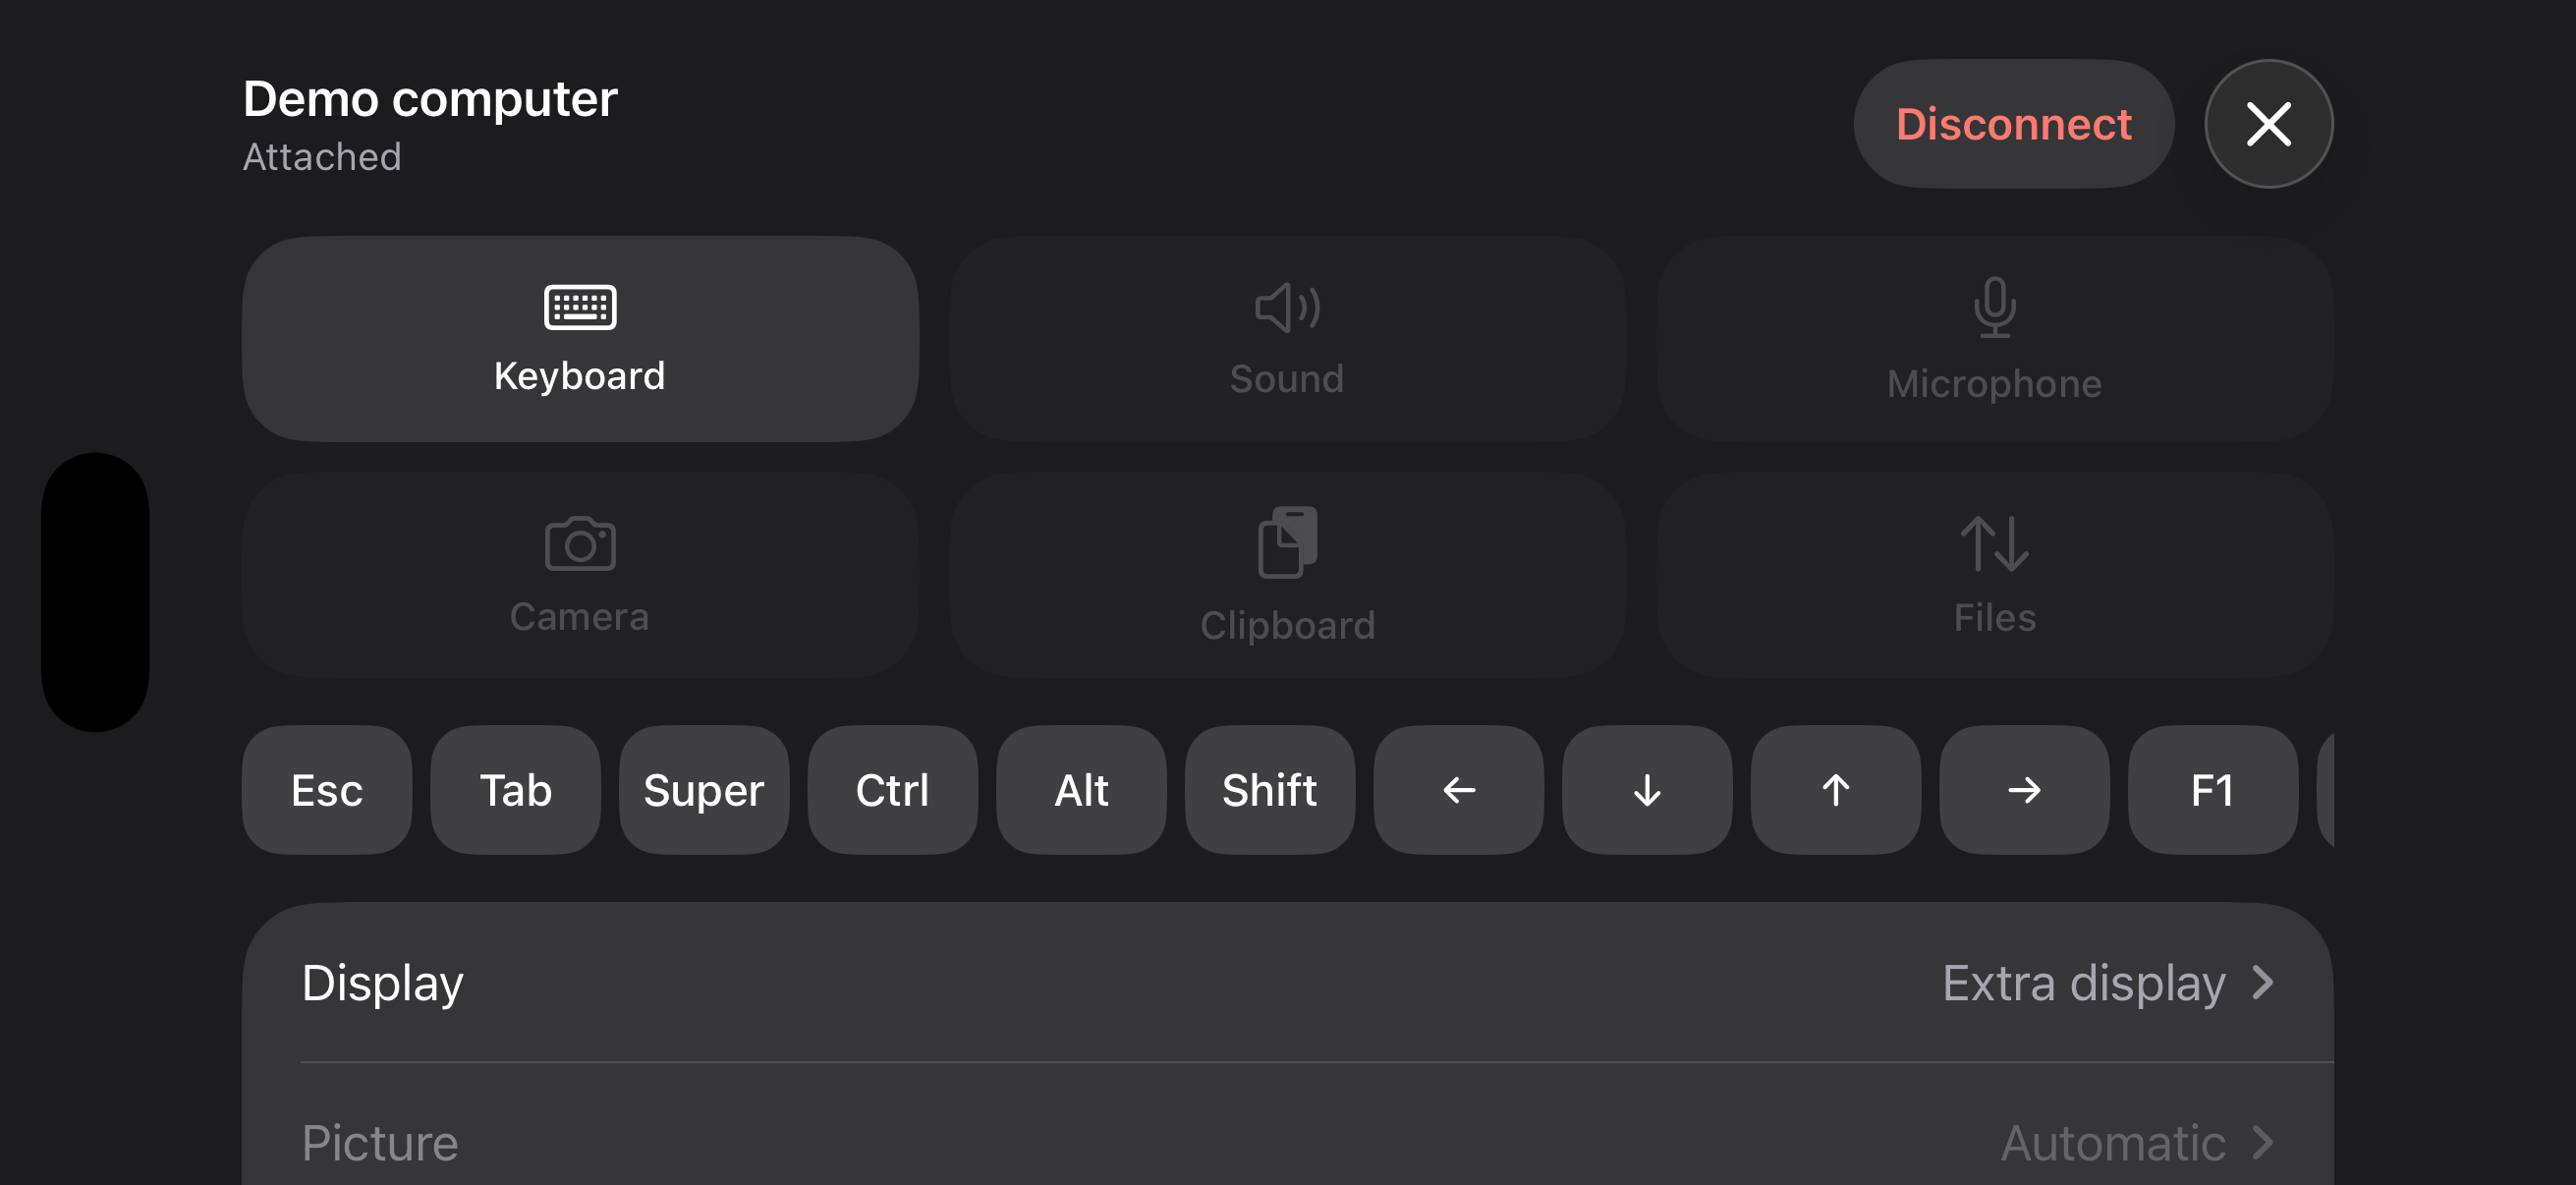 Demo computer
Attached
Disconnect
Keyboard
Sound
Microphone
Camera
Clipboard
Files
Esc Tab Super Ctrl Alt Shift ← ↓ ↑ → F1
Display Extra display
Picture Automatic